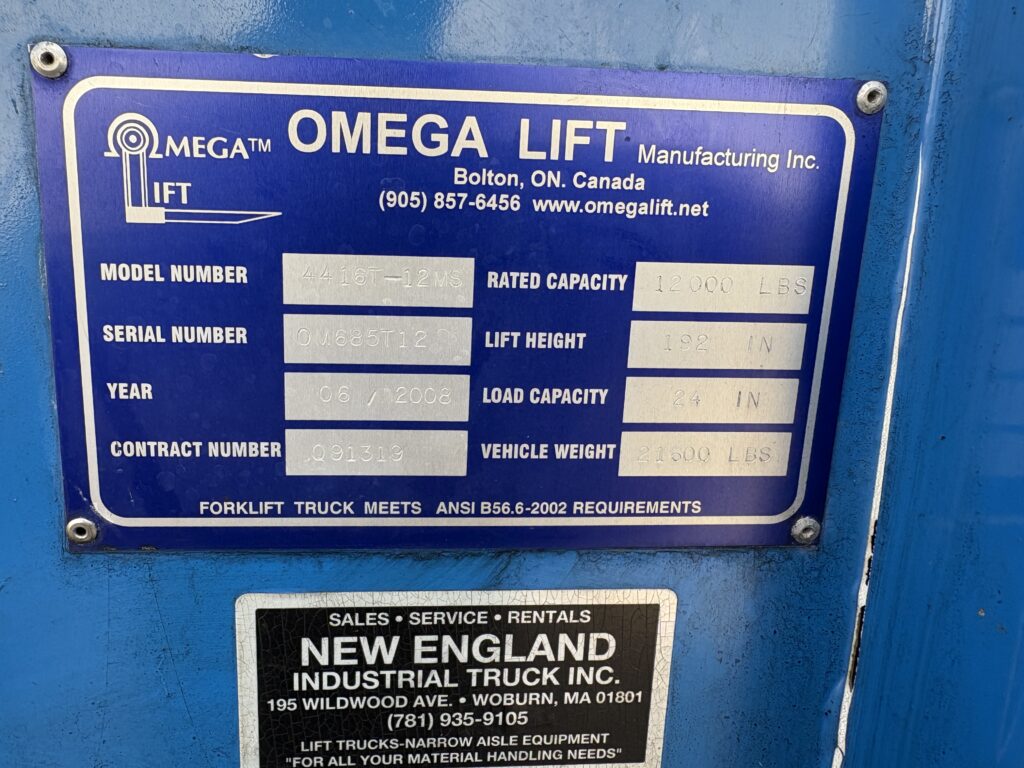 ΩMEGA™
LIFT
OMEGA LIFT Manufacturing Inc.
Bolton, ON. Canada
(905) 857-6456 www.omegalift.net
MODEL NUMBER 4416T-12MS RATED CAPACITY 12000 LBS
SERIAL NUMBER OM685T12 LIFT HEIGHT 192 IN
YEAR 06 / 2008 LOAD CAPACITY 24 IN
CONTRACT NUMBER Q91319 VEHICLE WEIGHT 21500 LBS
FORKLIFT TRUCK MEETS ANSI B56.6-2002 REQUIREMENTS
SALES • SERVICE • RENTALS
NEW ENGLAND
INDUSTRIAL TRUCK INC.
195 WILDWOOD AVE. • WOBURN, MA 01801
(781) 935-9105
LIFT TRUCKS-NARROW AISLE EQUIPMENT
"FOR ALL YOUR MATERIAL HANDLING NEEDS"